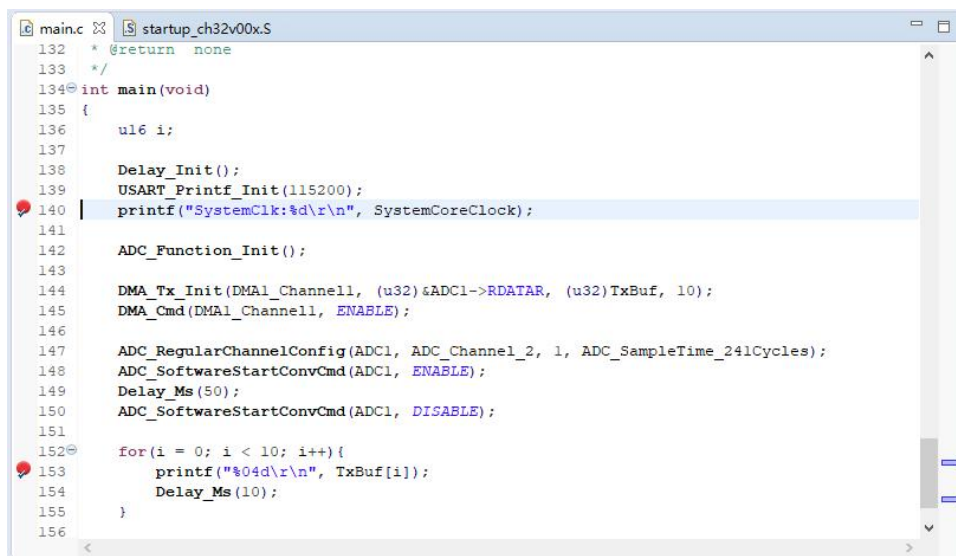 main.c startup_ch32v00x.S
132 * @return none
133 */
134 int main(void)
135 {
136 u16 i;
137
138 Delay_Init();
139 USART_Printf_Init(115200);
140 printf("SystemClk:%d\r\n", SystemCoreClock);
141
142 ADC_Function_Init();
143
144 DMA_Tx_Init(DMA1_Channel1, (u32)&ADC1->RDATAR, (u32)TxBuf, 10);
145 DMA_Cmd(DMA1_Channel1, ENABLE);
146
147 ADC_RegularChannelConfig(ADC1, ADC_Channel_2, 1, ADC_SampleTime_241Cycles);
148 ADC_SoftwareStartConvCmd(ADC1, ENABLE);
149 Delay_Ms(50);
150 ADC_SoftwareStartConvCmd(ADC1, DISABLE);
151
152 for(i = 0; i < 10; i++){
153 printf("%04d\r\n", TxBuf[i]);
154 Delay_Ms(10);
155 }
156